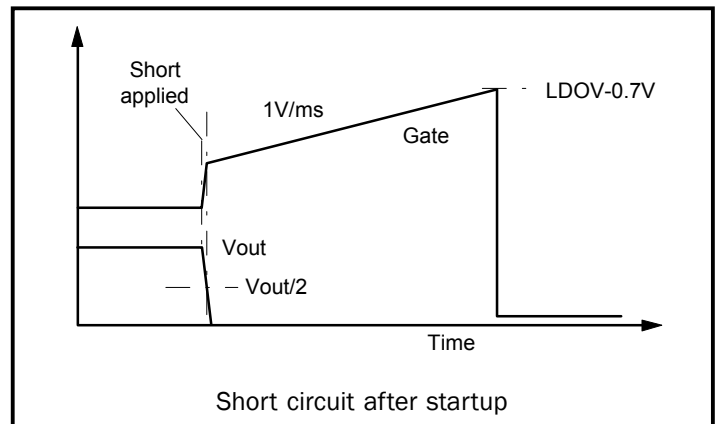 Short
applied
1V/ms
LDOV-0.7V
Gate
Vout
Vout/2
Time
Short circuit after startup